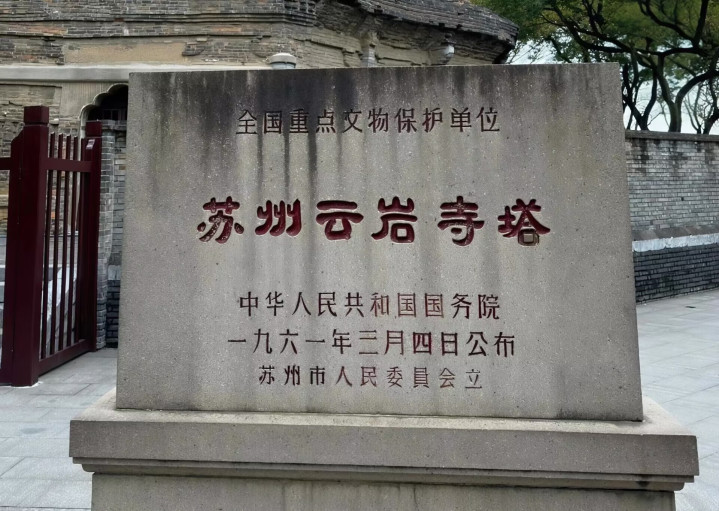 全国重点文物保护单位
苏州云岩寺塔
中华人民共和国国务院
一九六一年三月四日公布
苏州市人民委員会立